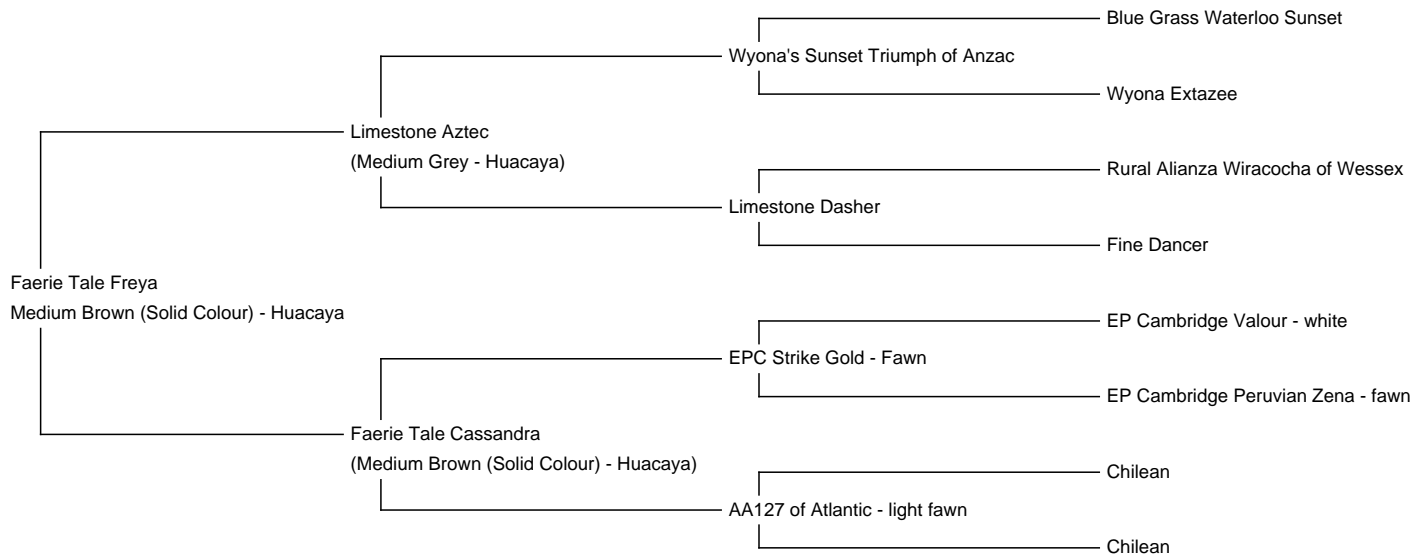 Blue Grass Waterloo Sunset
Wyona's Sunset Triumph of Anzac
Wyona Extazee
Limestone Aztec
(Medium Grey - Huacaya)
Rural Alianza Wiracocha of Wessex
Limestone Dasher
Fine Dancer
Faerie Tale Freya
Medium Brown (Solid Colour) - Huacaya
EP Cambridge Valour - white
EPC Strike Gold - Fawn
EP Cambridge Peruvian Zena - fawn
Faerie Tale Cassandra
(Medium Brown (Solid Colour) - Huacaya)
Chilean
AA127 of Atlantic - light fawn
Chilean